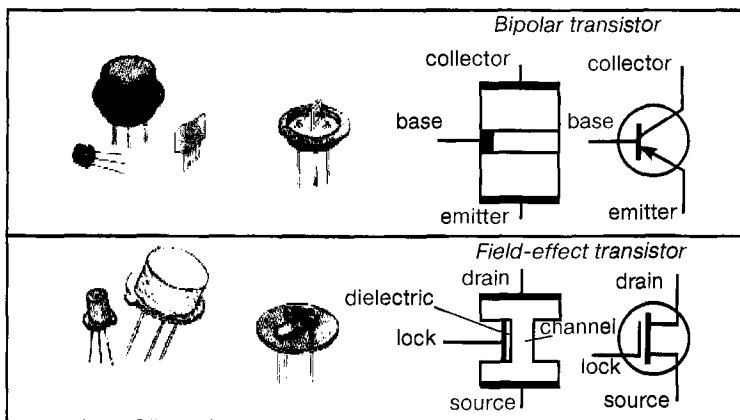 Bipolar transistor
collector
collector
base
base
emitter
emitter
Field-effect transistor
drain
drain
dielectric
channel
lock
lock
source
source